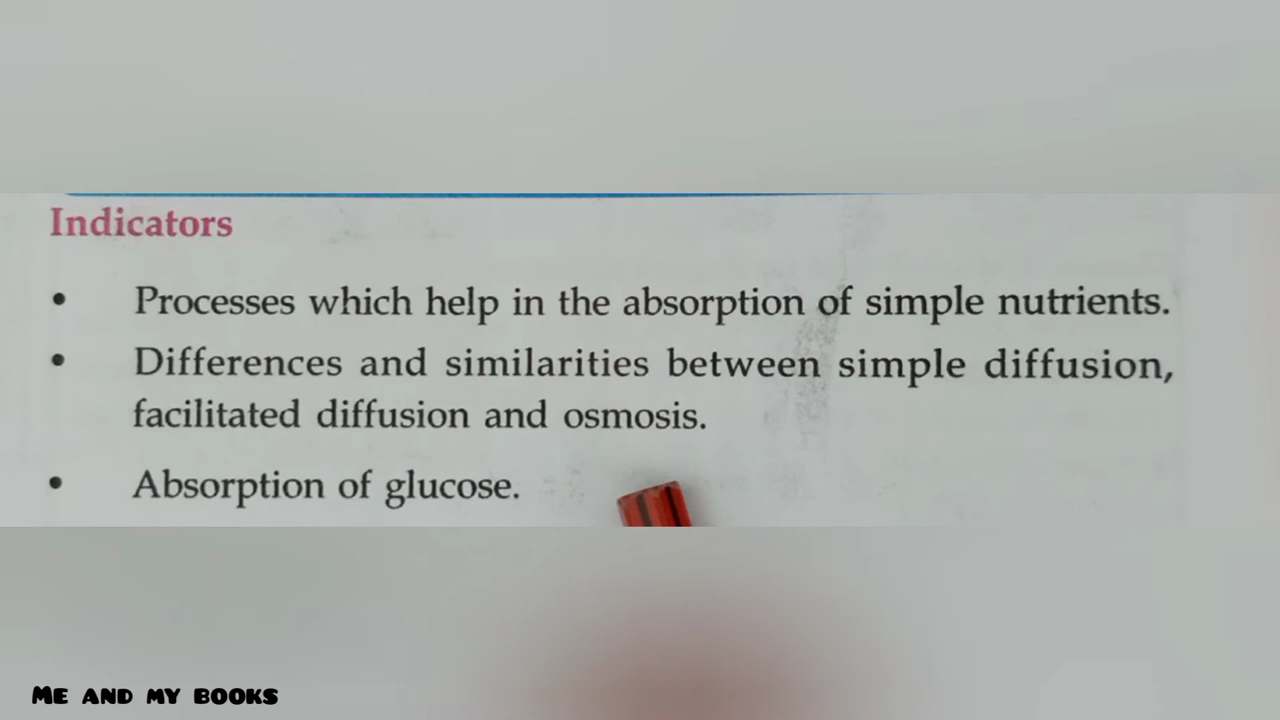 Indicators
• Processes which help in the absorption of simple nutrients.
• Differences and similarities between simple diffusion,
facilitated diffusion and osmosis.
• Absorption of glucose.
ME AND MY BOOKS